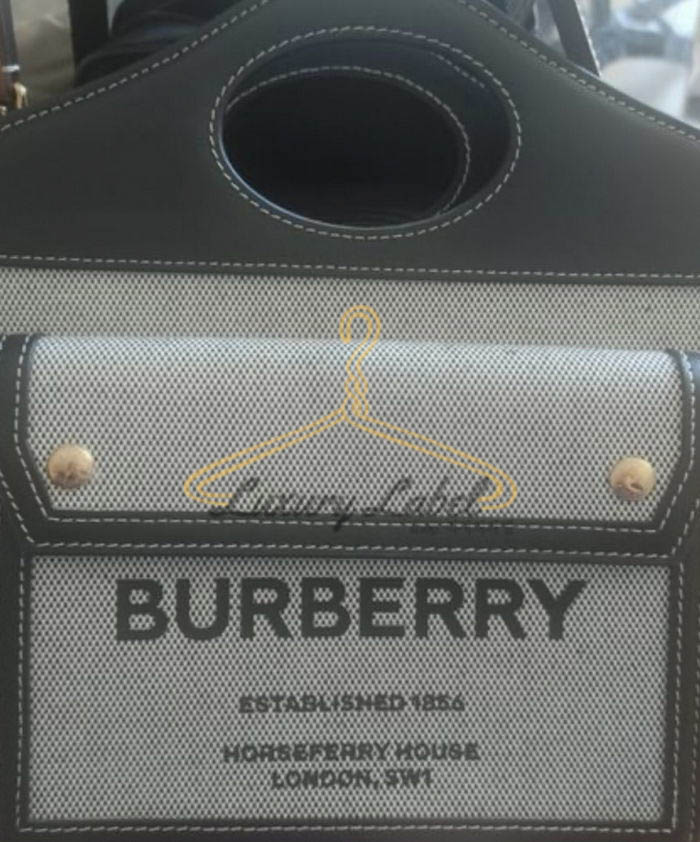 Luxury Label
BURBERRY
ESTABLISHED 1856
HORSEFERRY HOUSE
LONDON, SW1